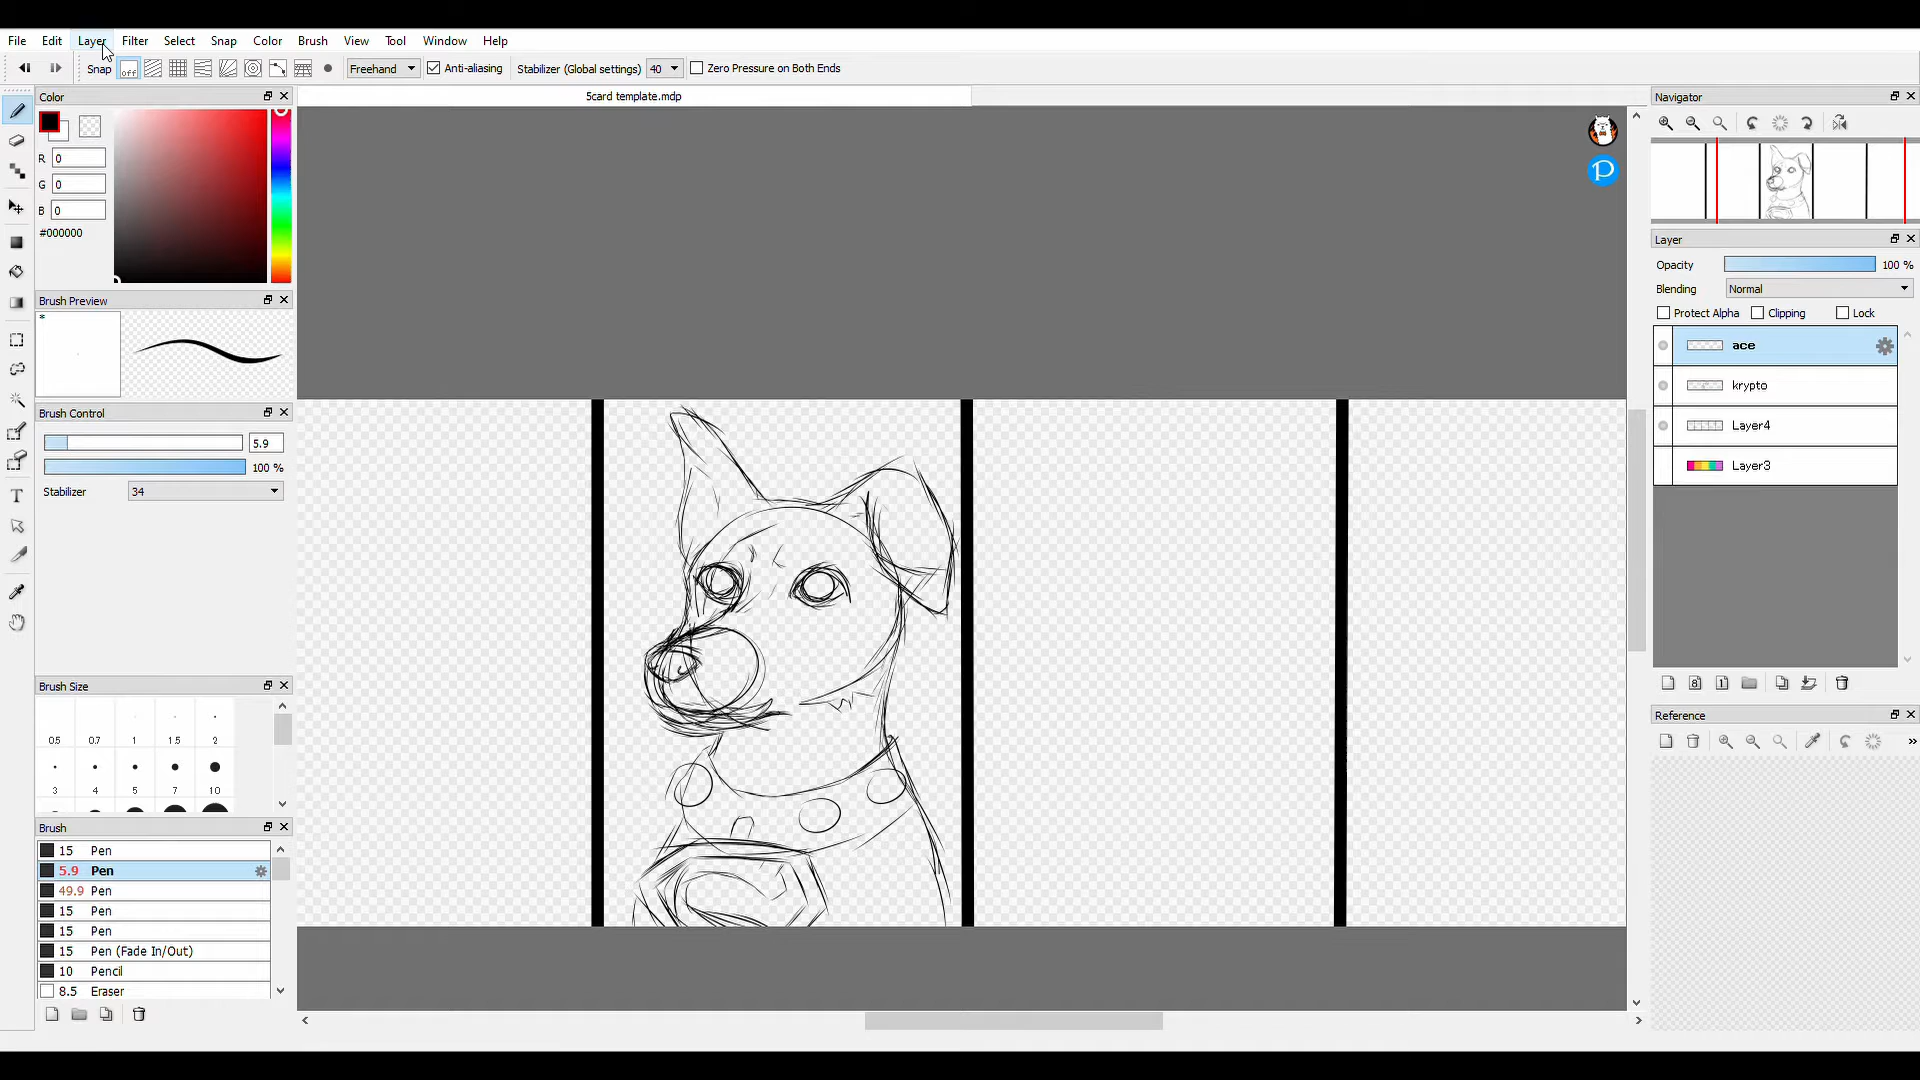 File Edit Layer Filter Select Snap Color Brush View Tool Window Help
Snap off Freehand Anti-aliasing Stabilizer (Global settings) 40 Zero Pressure on Both Ends
Color
5card template.mdp
R 0
G 0
B 0
#000000
Brush Preview
*
Brush Control
5.9
100 %
Stabilizer 34
Brush Size
0.5 0.7 1 1.5 2
3 4 5 7 10
Brush
15 Pen
5.9 Pen
49.9 Pen
15 Pen
15 Pen
15 Pen (Fade In/Out)
10 Pencil
8.5 Eraser
P
Navigator
Layer
Opacity 100 %
Blending Normal
Protect Alpha Clipping Lock
ace
krypto
Layer4
Layer3
8 1
Reference